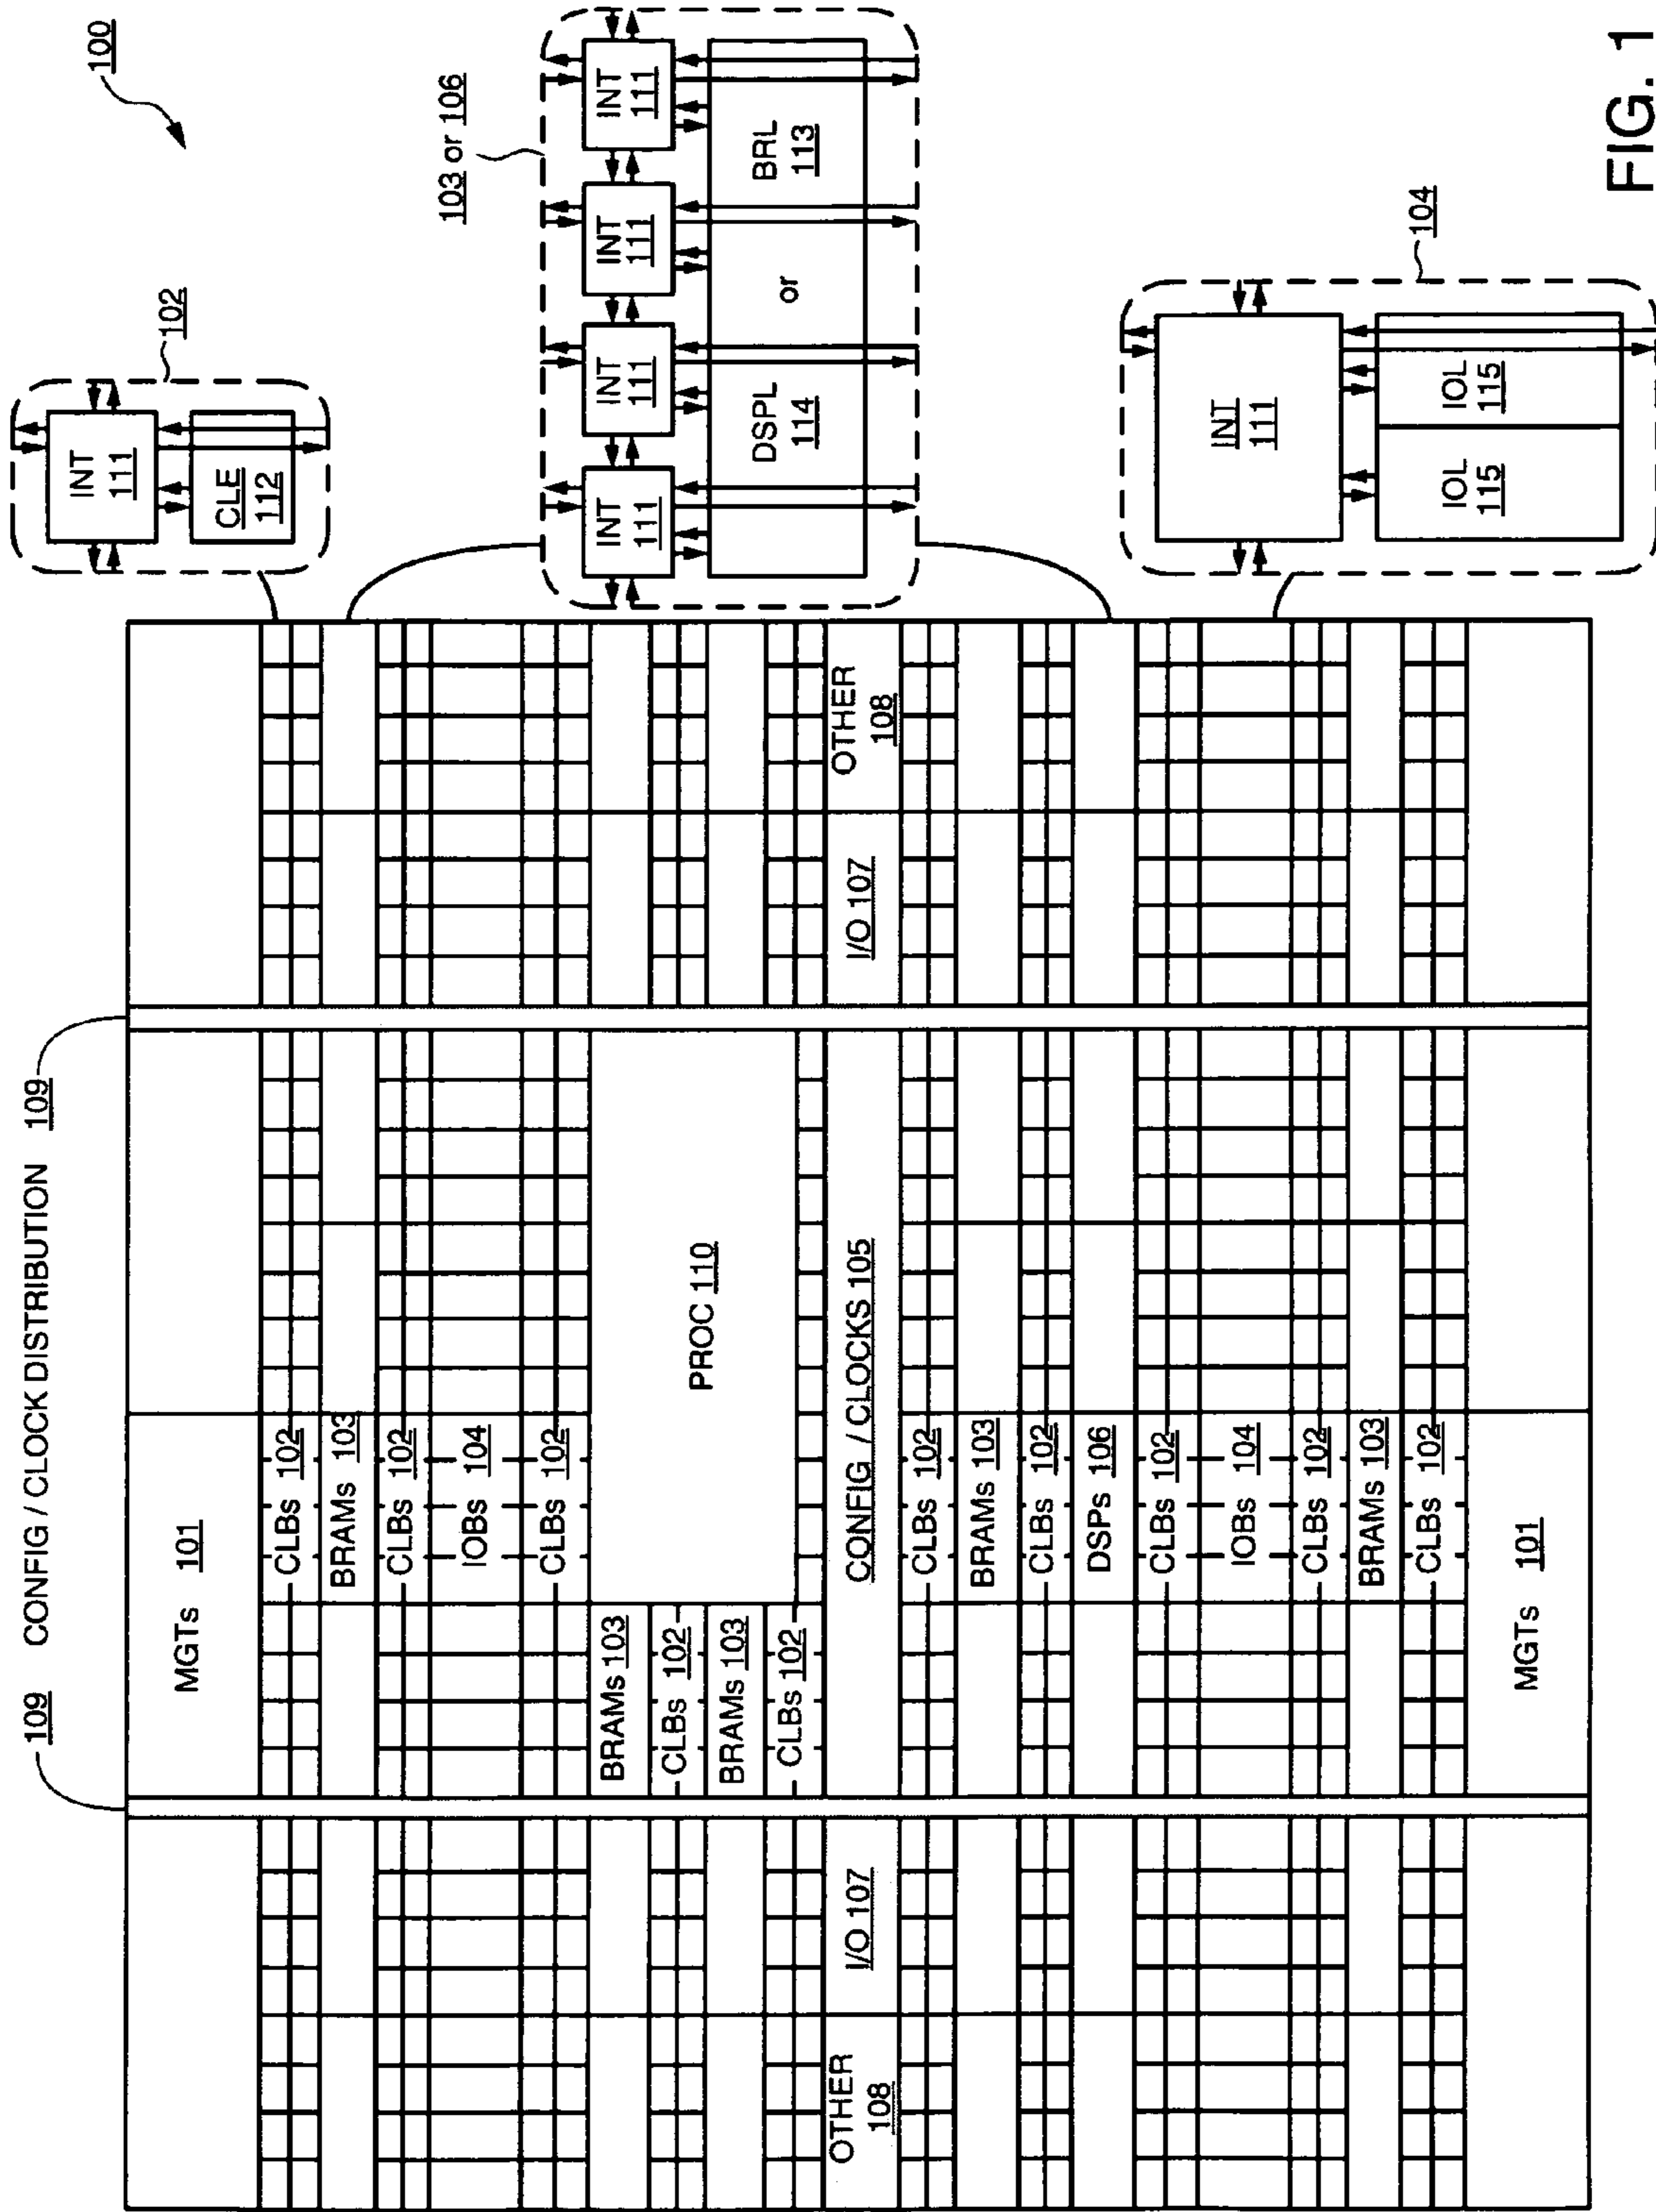 100
FIG. 1
CONFIG / CLOCK DISTRIBUTION 109
109
102
INT
111
CLE
112
103 or 106
INT
111
INT
111
INT
111
INT
111
DSPL
114
or
BRL
113
104
INT
111
IOL
115
IOL
115
MGTs 101
CLBs 102
BRAMs 103
CLBs 102
IOBs 104
CLBs 102
PROC 110
BRAMs 103
CLBs 102
BRAMs 103
CLBs 102
OTHER
108
I/O 107
CONFIG / CLOCKS 105
I/O 107
OTHER
108
CLBs 102
BRAMs 103
CLBs 102
DSPs 106
CLBs 102
IOBs 104
CLBs 102
BRAMs 103
CLBs 102
MGTs 101